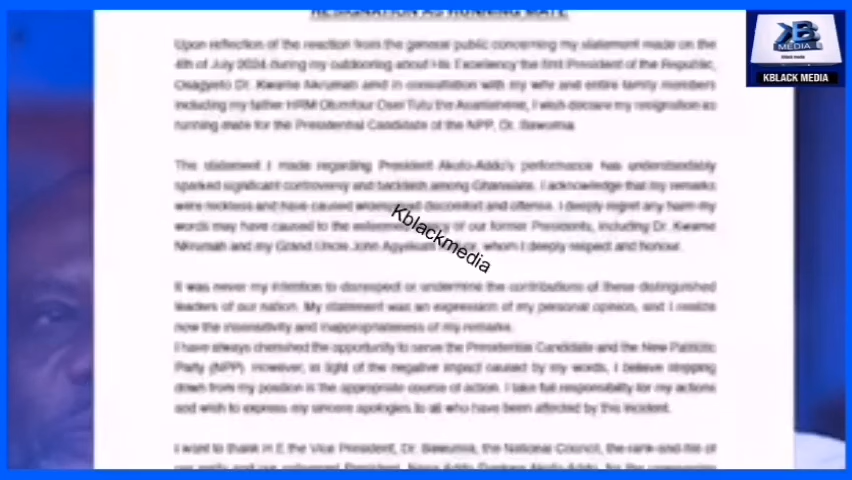 RESIGNATION AS RUNNING MATE
Upon reflection of the reaction from the general public concerning my statement made on the
4th of July 2024 during my outdooring about His Excellency the first President of the Republic,
Osagyefo Dr. Kwame Nkrumah and in consultation with my wife and entire family members
including my father HRM Otumfour Osei Tutu the Asantehene, I wish declare my resignation as
running mate for the Presidential Candidate of the NPP, Dr. Bawumia.
The statement I made regarding President Akufo-Addo's performance has understandably
sparked significant controversy and backlash among Ghanaians. I acknowledge that my remarks
were reckless and have caused discomfort and offense. I deeply regret any harm my
words may have caused to the esteemed of our former Presidents, including Dr. Kwame
Nkrumah and my Grand Uncle John Agyekum whom I deeply respect and honour.
It was never my intention to disrespect or undermine the contributions of these distinguished
leaders of our nation. My statement was an expression of my personal opinion, and I realize
now the insensitivity and inappropriateness of my remarks.
I have always cherished the opportunity to serve the Presidential Candidate and the New Patriotic
Party (NPP). However, in light of the negative impact caused by my words, I believe stepping
down from my position is the appropriate course of action. I take full responsibility for my actions
and wish to express my sincere apologies to all who have been affected by this incident.
I want to thank H.E the Vice President, Dr. Bawumia, the National Council, the rank-and-file of
Kblackmedia
KB
MEDIA
KBLACK MEDIA